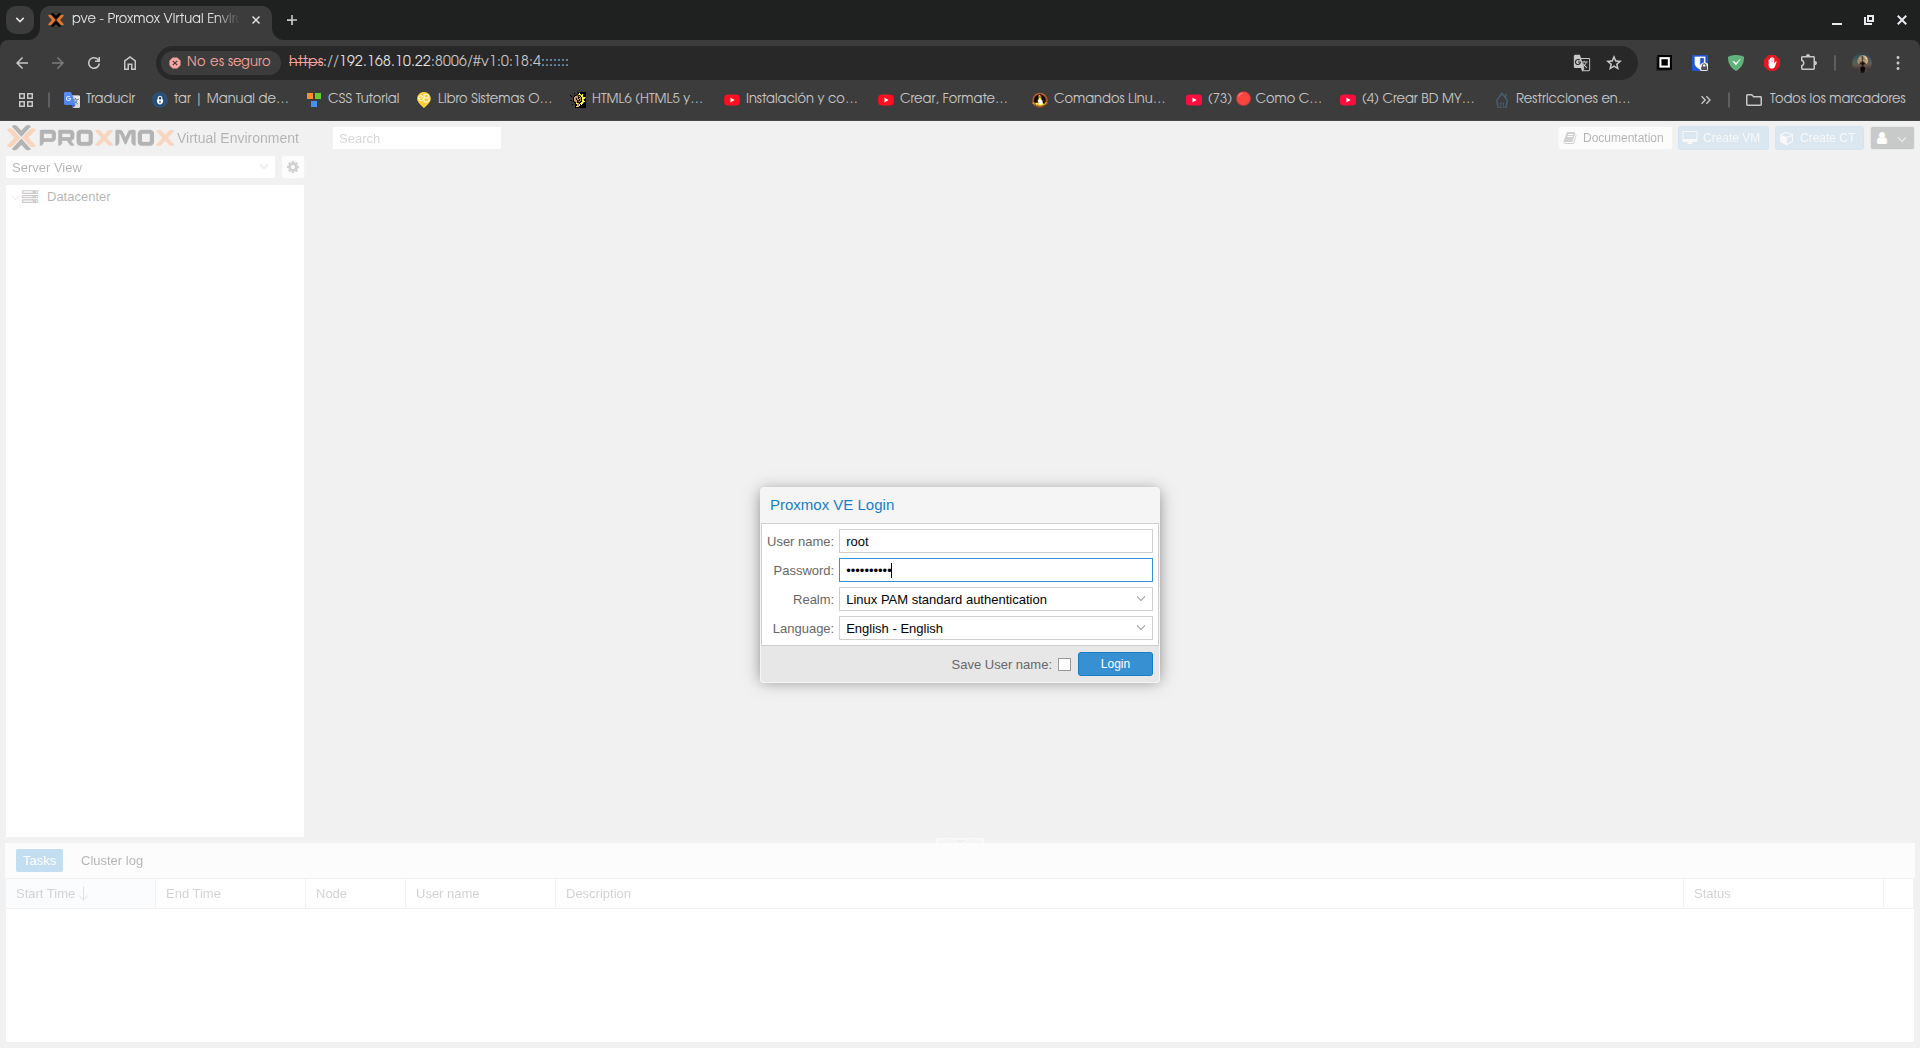 pve - Proxmox Virtual Envir
No es seguro
https://192.168.10.22:8006/#v1:0:18:4:::::::
Traducir
tar | Manual de...
CSS Tutorial
Libro Sistemas O...
HTML6 (HTML5 y...
Instalación y co...
Crear, Formate...
Comandos Linu...
(73) 🔴 Como C...
(4) Crear BD MY...
Restricciones en...
Todos los marcadores
PROXMOX Virtual Environment
Search
Documentation
Create VM
Create CT
Server View
Datacenter
Proxmox VE Login
User name: root
Password: ••••••••••
Realm: Linux PAM standard authentication
Language: English - English
Save User name:
Login
Tasks
Cluster log
Start Time
End Time
Node
User name
Description
Status